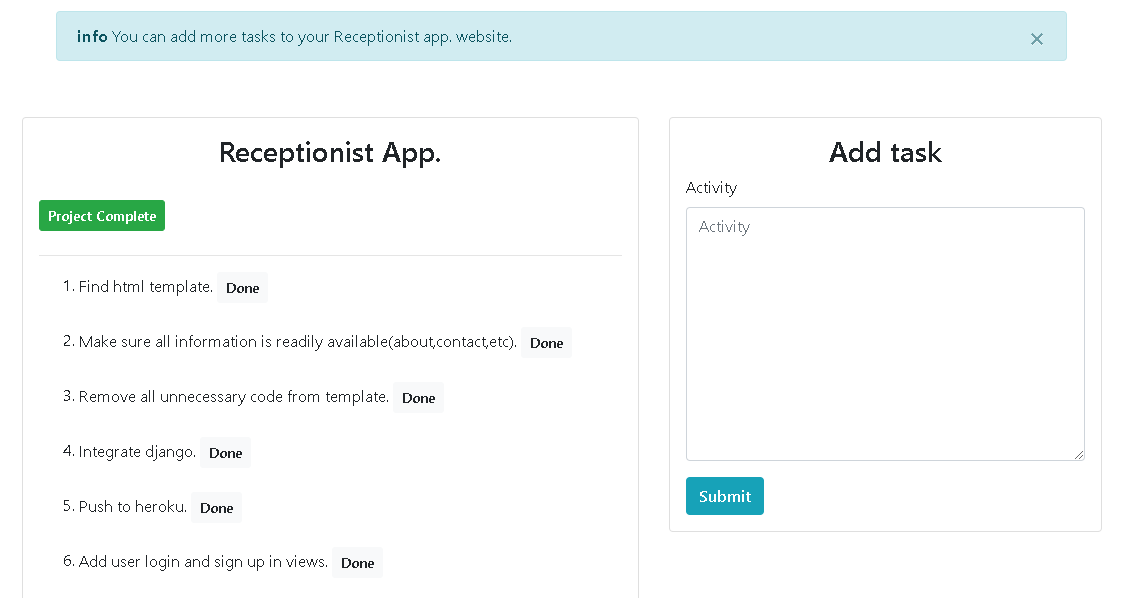 info You can add more tasks to your Receptionist app. website.
×
Receptionist App.
Project Complete
1. Find html template. Done
2. Make sure all information is readily available(about,contact,etc). Done
3. Remove all unnecessary code from template. Done
4. Integrate django. Done
5. Push to heroku. Done
6. Add user login and sign up in views. Done
Add task
Activity
Activity
Submit